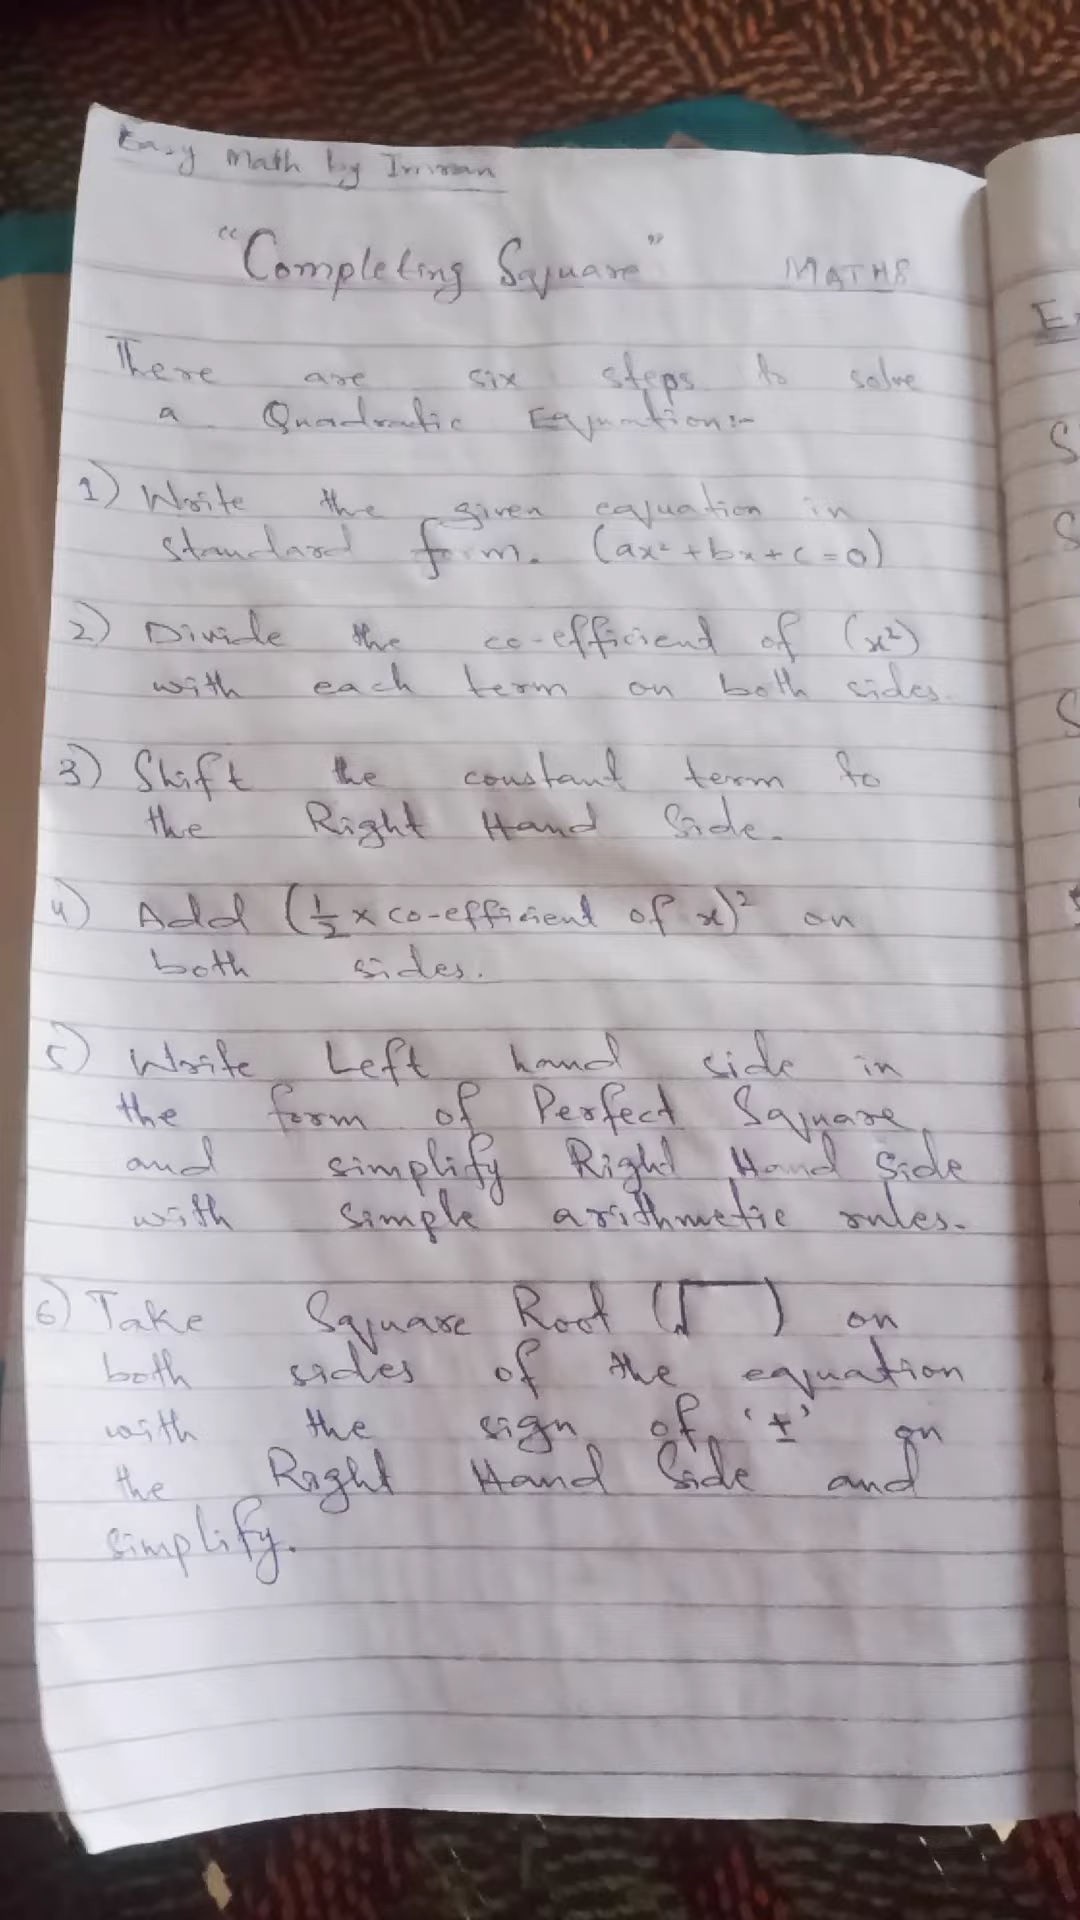 Easy Math by Imran
"Completing Square" MATHS
There are six steps to solve
a Quadratic Equation:-
1) Write the given equation in
standard form. (ax² + bx + c = 0)
2) Divide the co-efficient of (x²)
with each term on both sides.
3) Shift the constant term to
the Right Hand Side.
4) Add (½ × co-efficient of x)² on
both sides.
5) Write Left hand side in
the form of Perfect Square
and simplify Right Hand Side
with simple arithmetic rules.
6) Take Square Root (√ ) on
both sides of the equation
with the sign of '±' on
the Right Hand Side and
simplify.